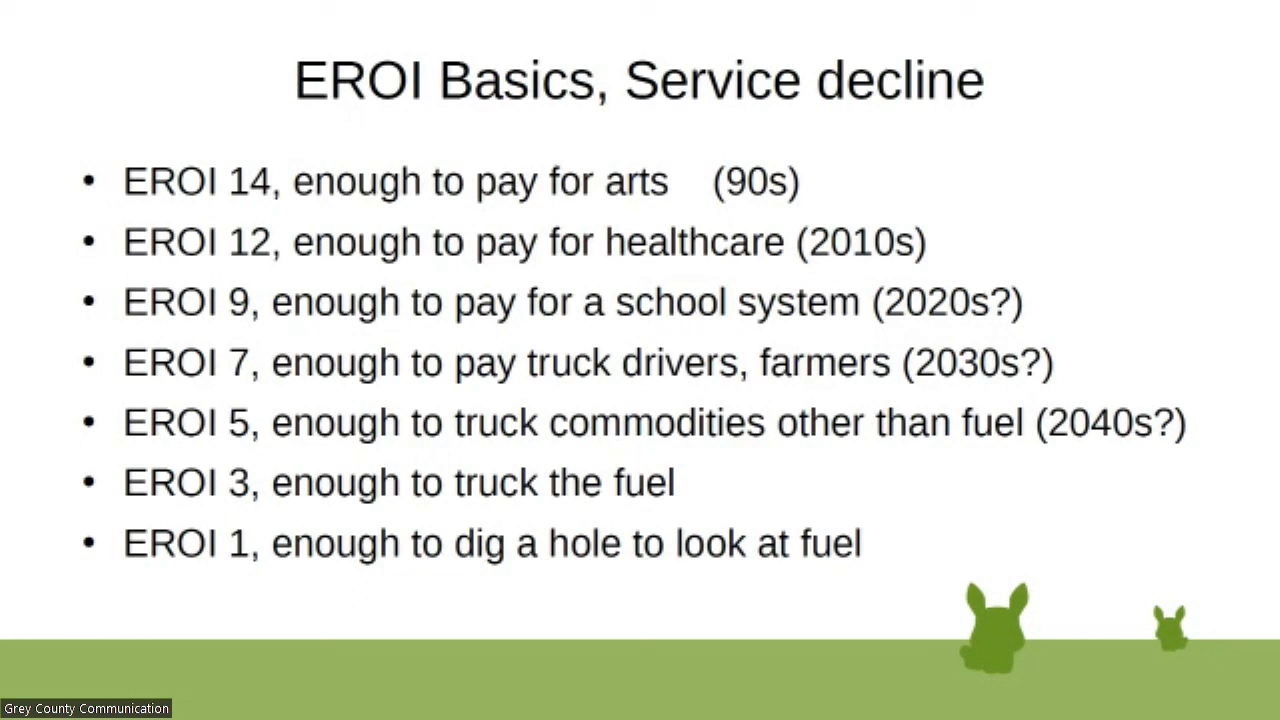 EROI Basics, Service decline
• EROI 14, enough to pay for arts (90s)
• EROI 12, enough to pay for healthcare (2010s)
• EROI 9, enough to pay for a school system (2020s?)
• EROI 7, enough to pay truck drivers, farmers (2030s?)
• EROI 5, enough to truck commodities other than fuel (2040s?)
• EROI 3, enough to truck the fuel
• EROI 1, enough to dig a hole to look at fuel
Grey County Communication